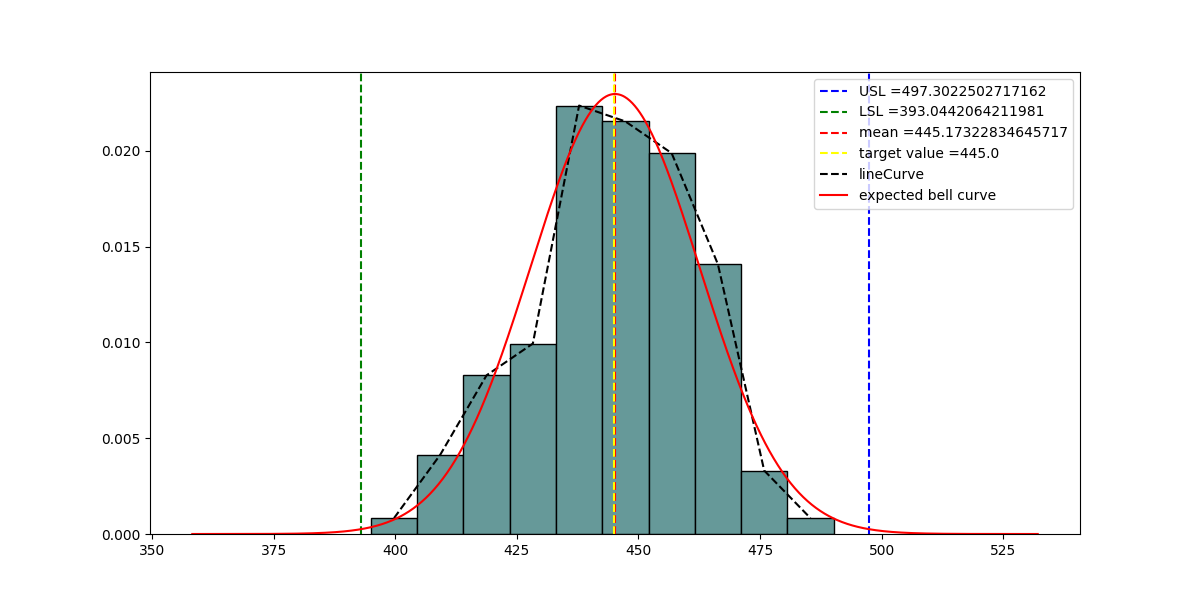 USL =497.3022502717162
LSL =393.0442064211981
mean =445.17322834645717
target value =445.0
lineCurve
expected bell curve
0.020
0.015
0.010
0.005
0.000
350 375 400 425 450 475 500 525